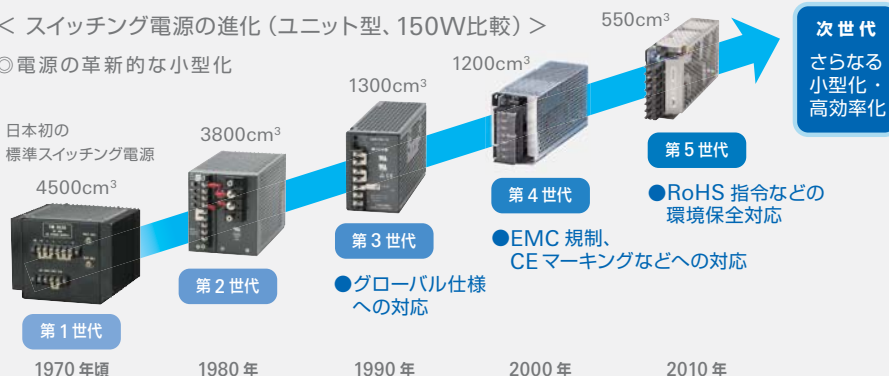 < スイッチング電源の進化（ユニット型、150W比較）>
◎電源の革新的な小型化
日本初の
標準スイッチング電源
4500cm³
3800cm³
1300cm³
1200cm³
550cm³
次世代
さらなる
小型化・
高効率化
第1世代
第2世代
第3世代
●グローバル仕様
への対応
第4世代
●EMC 規制、
CEマーキングなどへの対応
第5世代
●RoHS 指令などの
環境保全対応
1970 年頃
1980 年
1990 年
2000 年
2010 年